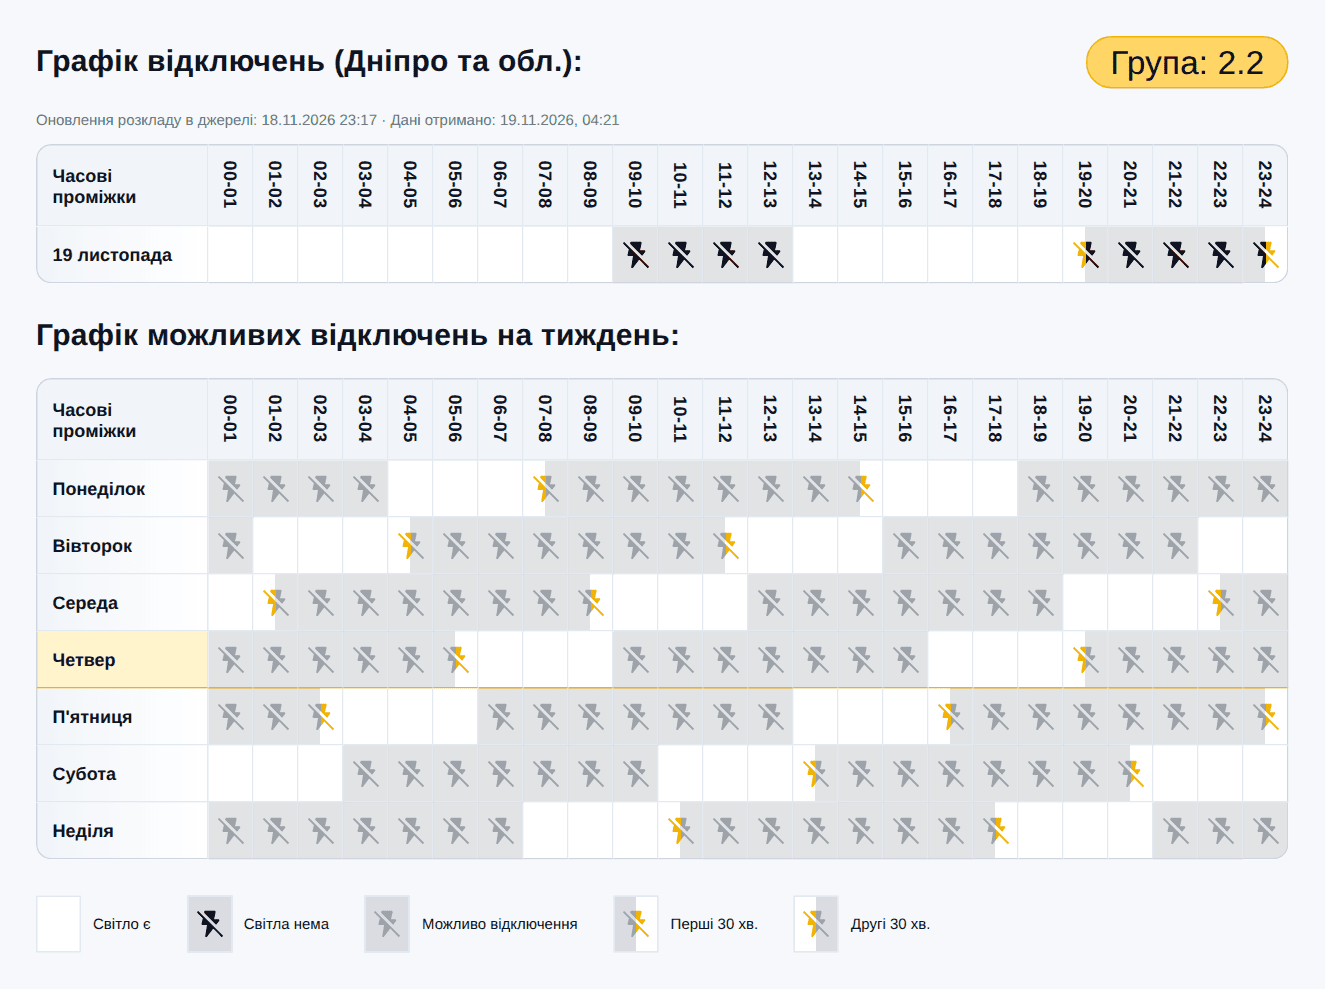 Графік відключень (Дніпро та обл.):
Група: 2.2
Оновлення розкладу в джерелі: 18.11.2026 23:17 · Дані отримано: 19.11.2026, 04:21
Часові
проміжки
00-01 01-02 02-03 03-04 04-05 05-06 06-07 07-08 08-09 09-10 10-11 11-12 12-13 13-14 14-15 15-16 16-17 17-18 18-19 19-20 20-21 21-22 22-23 23-24
19 листопада
Графік можливих відключень на тиждень:
Часові
проміжки
00-01 01-02 02-03 03-04 04-05 05-06 06-07 07-08 08-09 09-10 10-11 11-12 12-13 13-14 14-15 15-16 16-17 17-18 18-19 19-20 20-21 21-22 22-23 23-24
Понеділок
Вівторок
Середа
Четвер
П'ятниця
Субота
Неділя
Світло є
Світла нема
Можливо відключення
Перші 30 хв.
Другі 30 хв.